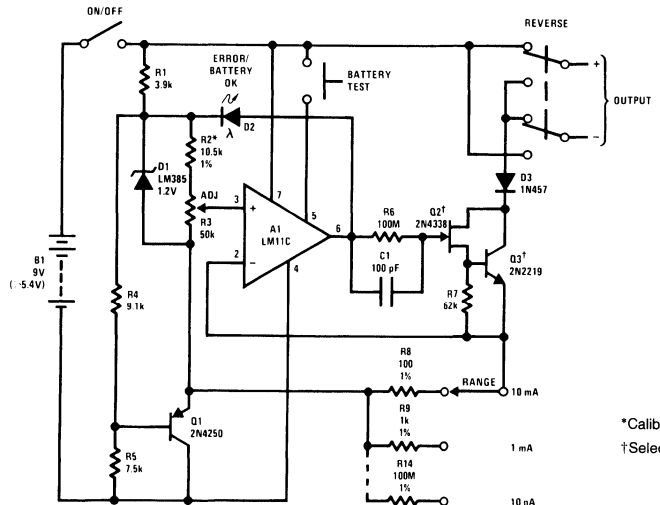 ON/OFF
REVERSE
R1
3.9k
ERROR/
BATTERY
OK
BATTERY
TEST
+
OUTPUT
−
λ
D2
R2*
10.5k
1%
D1
LM385
1.2V
ADJ
R3
50k
3
+
7
A1
LM11C
5
6
2
−
4
R6
100M
C1
100 pF
Q2†
2N4338
D3
1N457
Q3†
2N2219
R7
62k
B1
9V
R4
9.1k
R8
100
1%
RANGE
10 mA
R9
1k
1%
1 mA
Q1
2N4250
R5
7.5k
R14
100M
1%
*Calib
†Selec